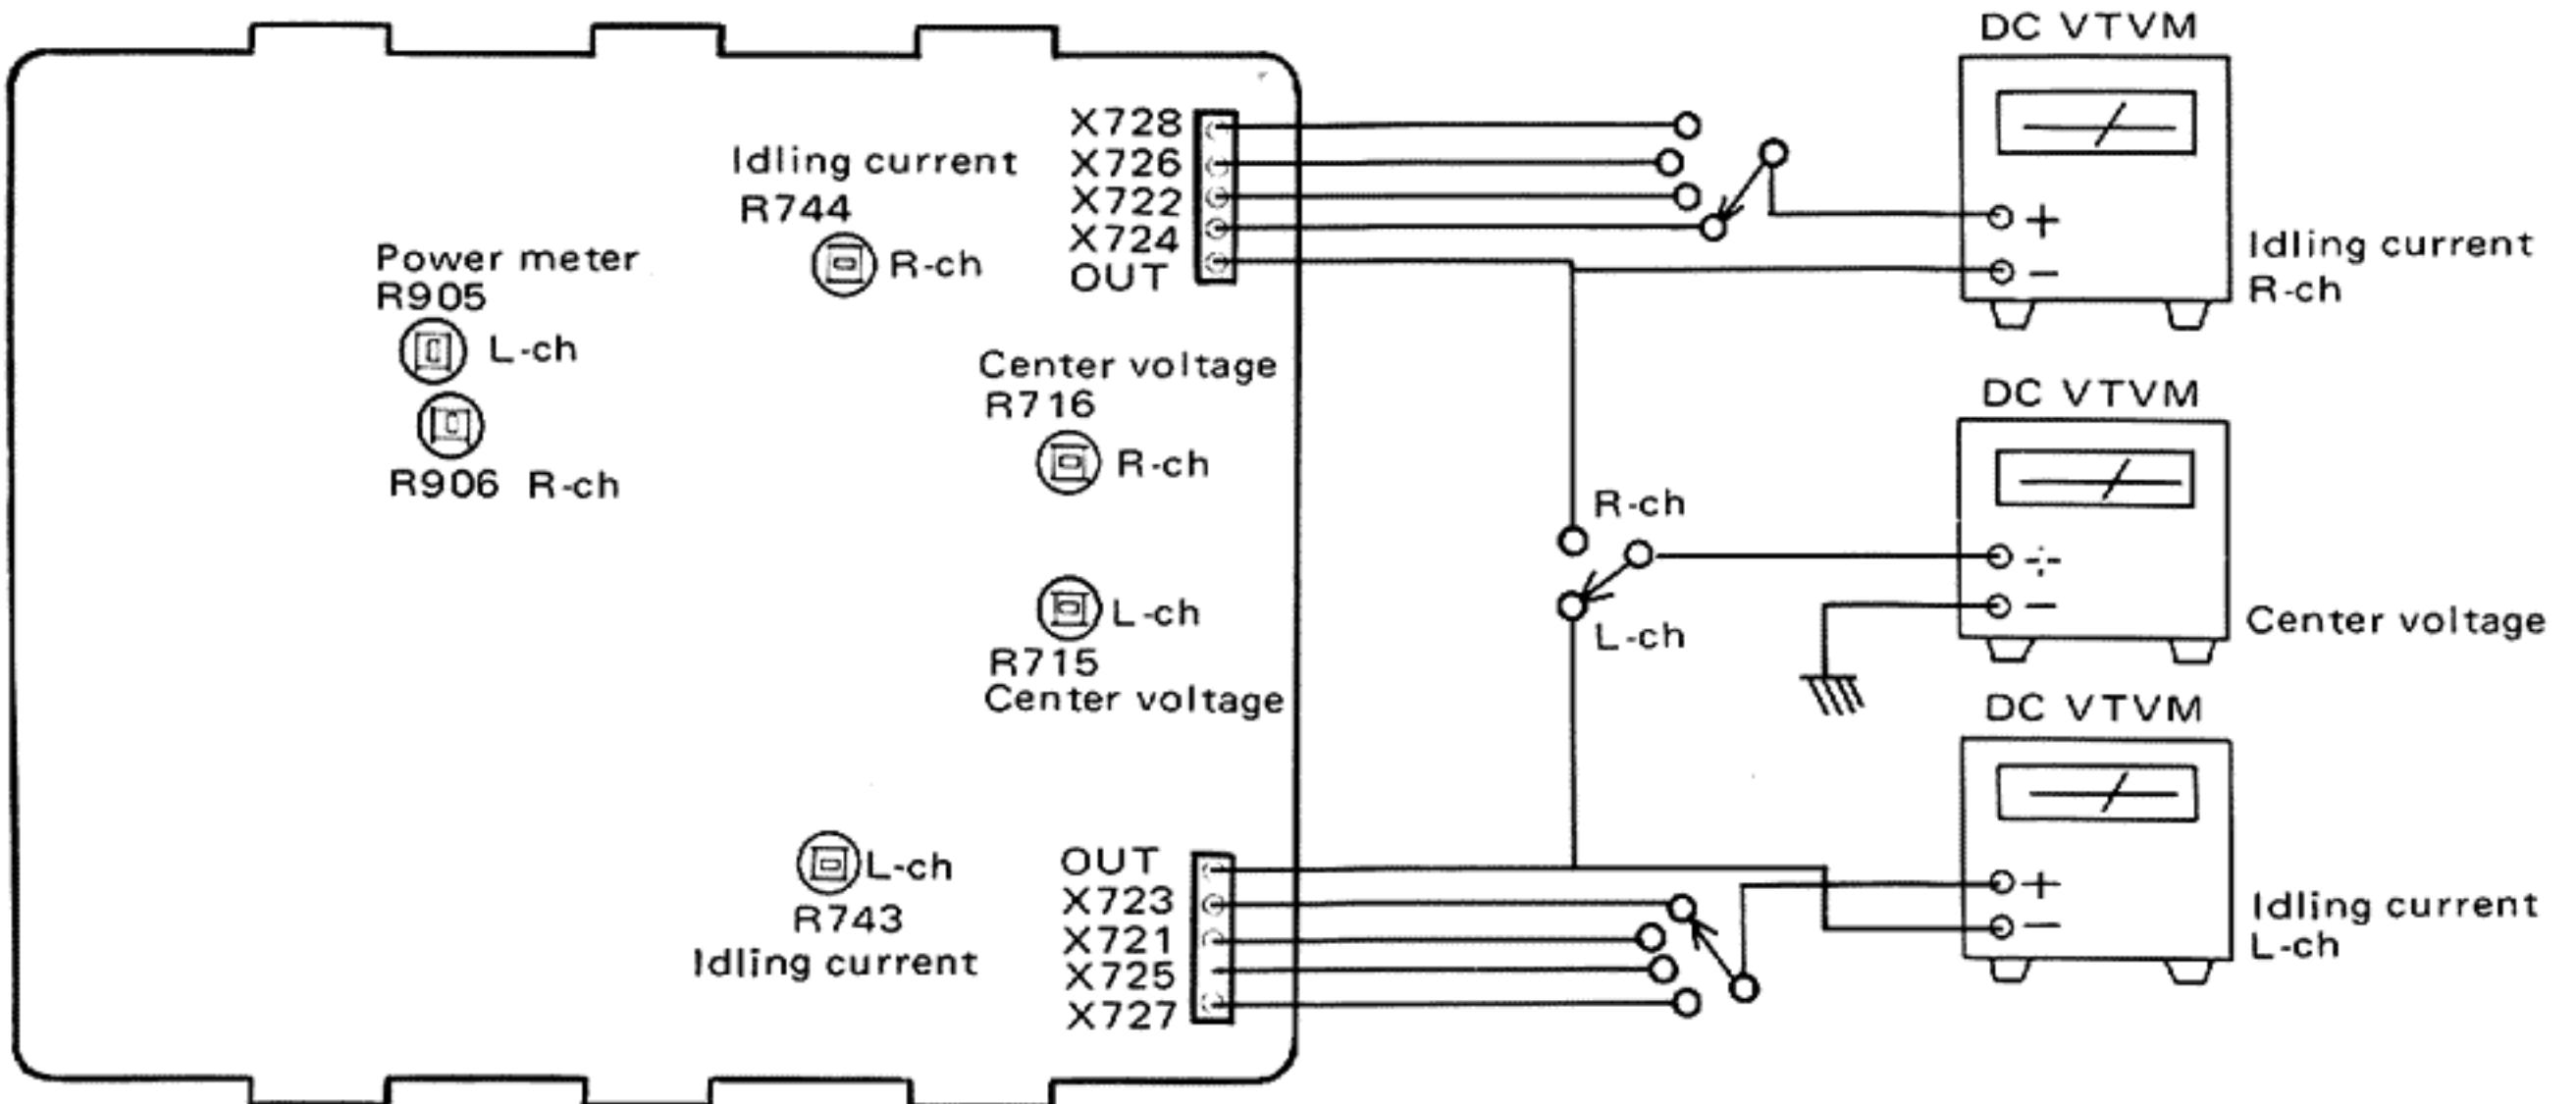 DC VTVM
X728
X726
X722
X724
OUT
Idling current
R744
R-ch
+
−
Idling current
R-ch
Power meter
R905
L-ch
R906 R-ch
Center voltage
R716
R-ch
L-ch
R715
Center voltage
R-ch
L-ch
DC VTVM
+
−
Center voltage
DC VTVM
+
−
Idling current
L-ch
L-ch
R743
Idling current
OUT
X723
X721
X725
X727